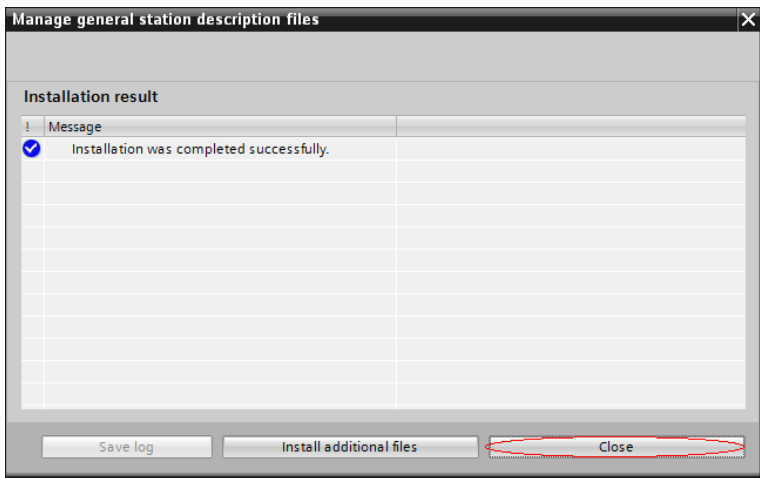 Manage general station description files
Installation result
! Message
Installation was completed successfully.
Save log Install additional files Close